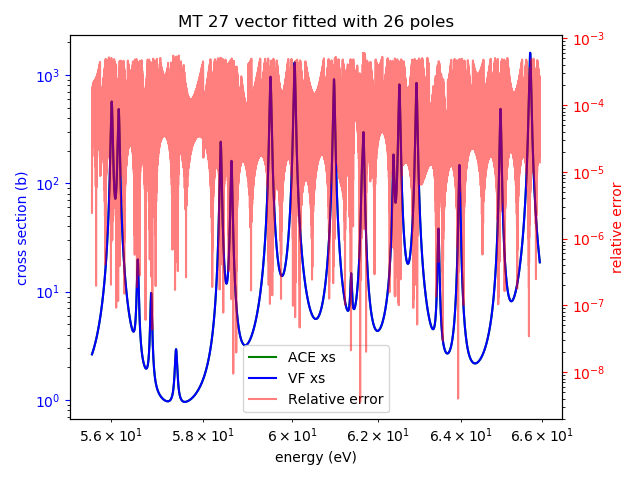 MT 27 vector fitted with 26 poles
cross section (b)
10³
10²
10¹
10⁰
10⁻³
10⁻⁴
10⁻⁵
10⁻⁶
10⁻⁷
10⁻⁸
relative error
ACE xs
VF xs
Relative error
5.6 × 10¹ 5.8 × 10¹ 6 × 10¹ 6.2 × 10¹ 6.4 × 10¹ 6.6 × 10¹
energy (eV)